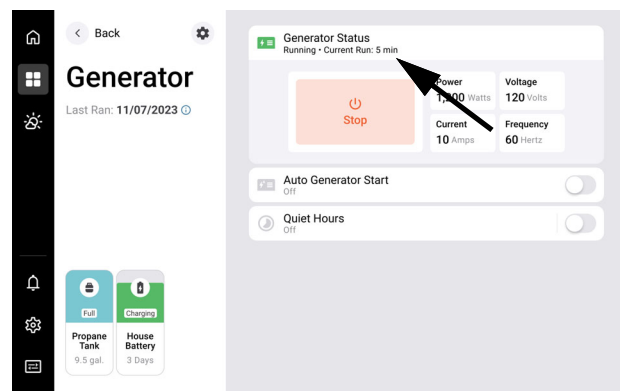 Back
Generator
Last Ran: 11/07/2023
Full
Charging
Propane
Tank
9.5 gal.
House
Battery
3 Days
Generator Status
Running • Current Run: 5 min
Stop
Power
1,200 Watts
Voltage
120 Volts
Current
10 Amps
Frequency
60 Hertz
Auto Generator Start
Off
Quiet Hours
Off